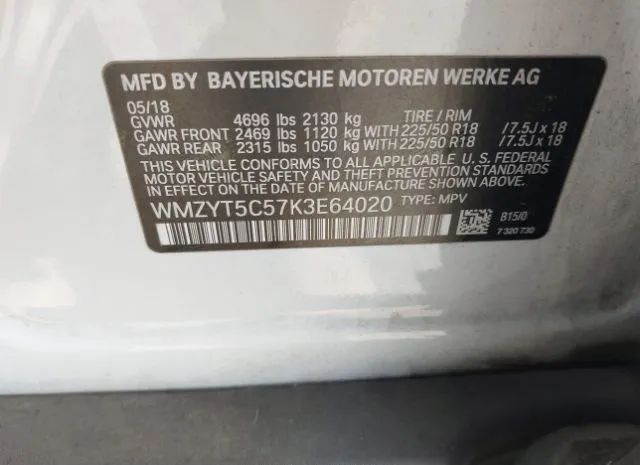 MFD BY BAYERISCHE MOTOREN WERKE AG
05/18
GVWR 4696 lbs 2130 kg TIRE / RIM
GAWR FRONT 2469 lbs 1120 kg WITH 225/50 R18 /7.5J x 18
GAWR REAR 2315 lbs 1050 kg WITH 225/50 R18 /7.5J x 18
THIS VEHICLE CONFORMS TO ALL APPLICABLE U. S. FEDERAL
MOTOR VEHICLE SAFETY STANDARDS IN EFFECT ON THE
DATE OF MANUFACTURE SHOWN ABOVE.
WMZYT5C57K3E64020 TYPE: MPV
B15/0
7 320 730